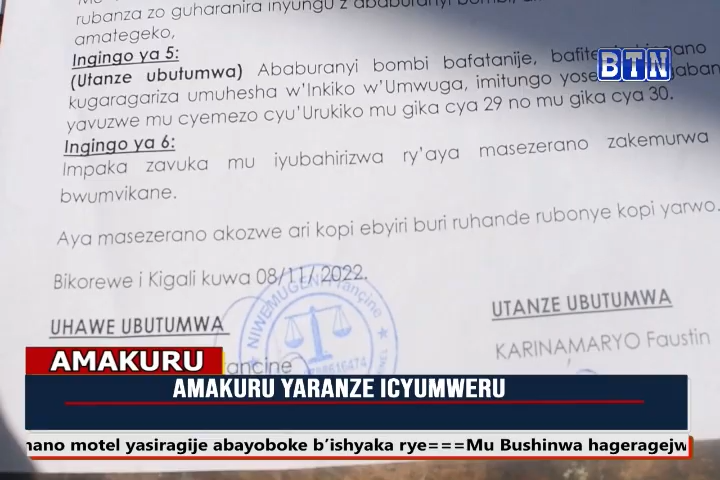 rubanza zo guharanira inyungu z'ababuranyi bombi,
amategeko,
Ingingo ya 5:
(Utanze ubutumwa) Ababuranyi bombi bafatanije,
BTN
kugaragariza umuhesha w'Inkiko w'Umwuga, imitungo
yavuzwe mu cyemezo cyu'Urukiko mu gika cya 29 no mu gika cya 30.
Ingingo ya 6:
Impaka zavuka mu iyubahirizwa ry'aya masezerano zakemurwa
bwumvikane.
Aya masezerano akozwe ari kopi ebyiri buri ruhande rubonye kopi yarwo.
Bikorewe i Kigali kuwa 08/11/2022.
UHAWE UBUTUMWA
UTANZE UBUTUMWA
NIWEMUGENI
KARINAMARYO Faustin
AMAKURU
AMAKURU YARANZE ICYUMWERU
motel yasiragije abayoboke b'ishyaka rye===Mu Bushinwa hageragejw